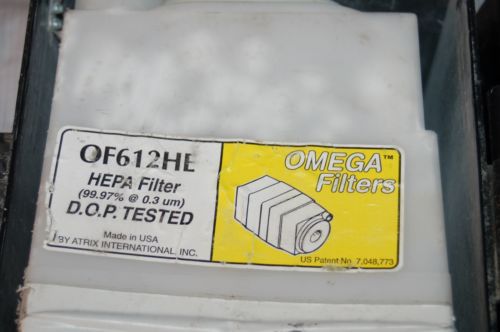 OF612HE
HEPA Filter
(99.97% @ 0.3 um)
D.O.P. TESTED
Made in USA
BY ATRIX INTERNATIONAL, INC.
OMEGA™
Filters
US Patent No 7,048,773